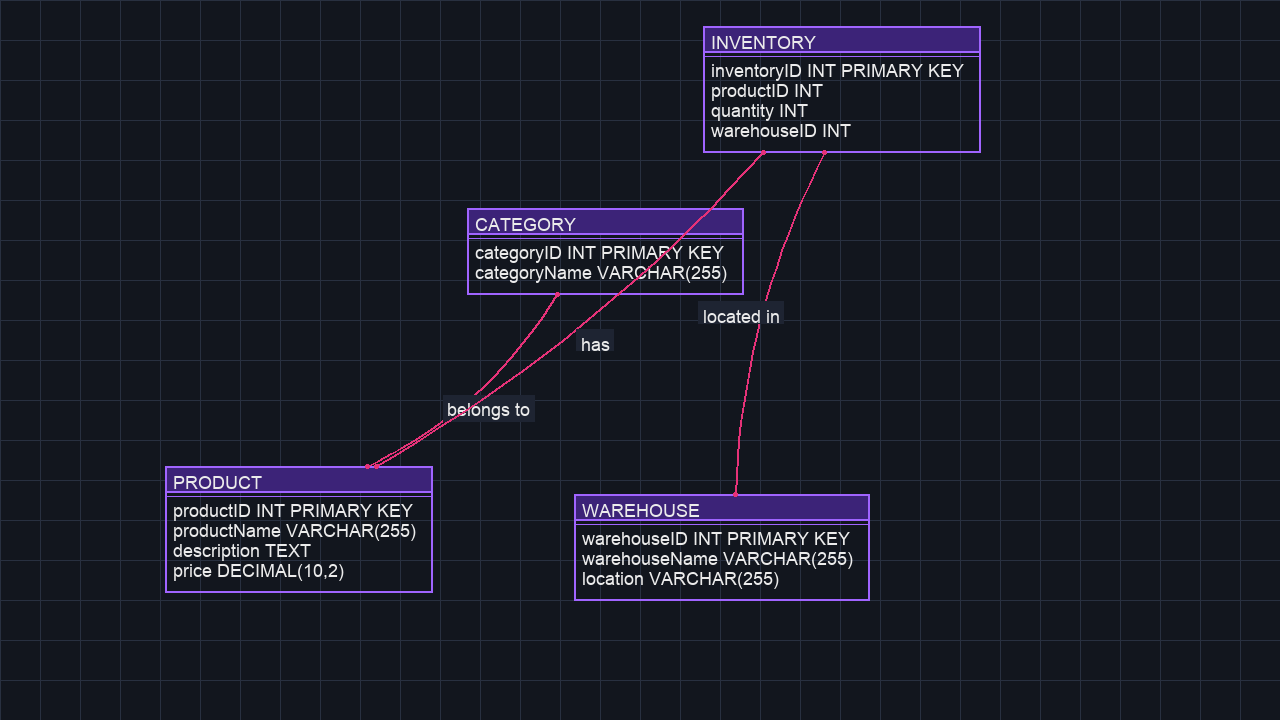 INVENTORY
inventoryID INT PRIMARY KEY
productID INT
quantity INT
warehouseID INT
CATEGORY
categoryID INT PRIMARY KEY
categoryName VARCHAR(255)
located in
has
belongs to
PRODUCT
productID INT PRIMARY KEY
productName VARCHAR(255)
description TEXT
price DECIMAL(10,2)
WAREHOUSE
warehouseID INT PRIMARY KEY
warehouseName VARCHAR(255)
location VARCHAR(255)